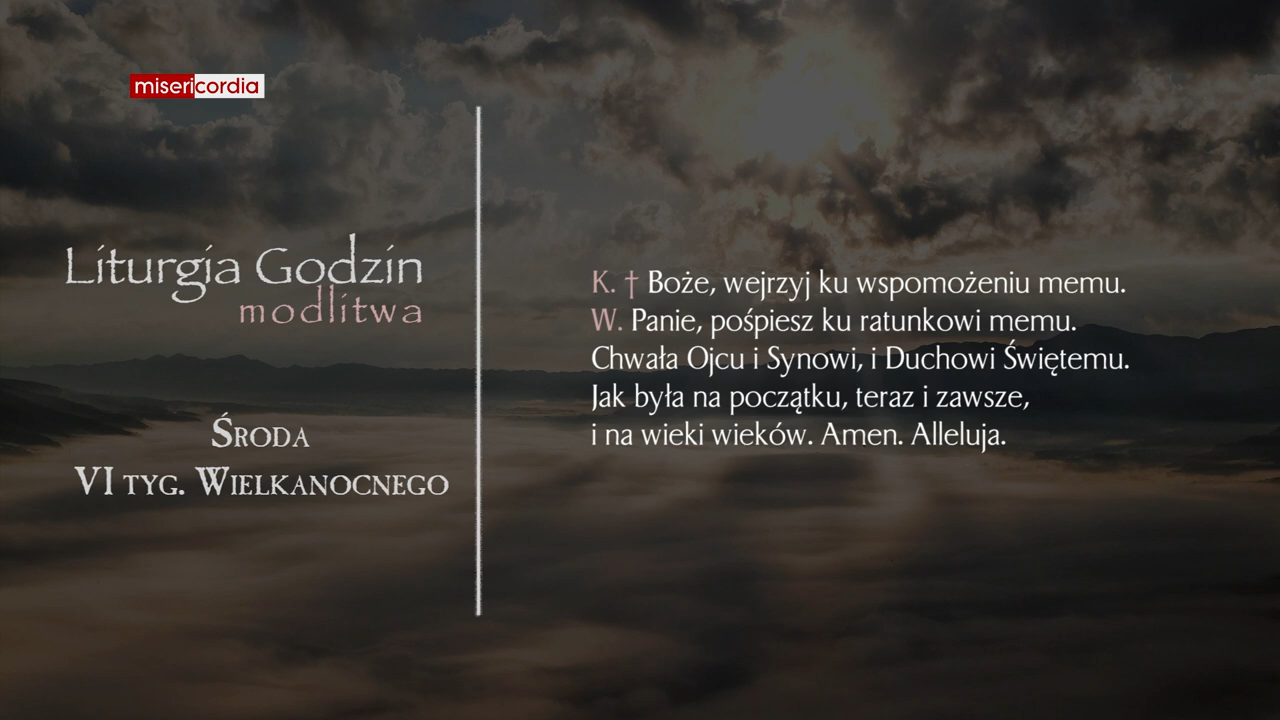 misericordia
Liturgia Godzin
modlitwa
Środa
VI tyg. Wielkanocnego
K. † Boże, wejrzyj ku wspomożeniu memu.
W. Panie, pośpiesz ku ratunkowi memu.
Chwała Ojcu i Synowi, i Duchowi Świętemu.
Jak była na początku, teraz i zawsze,
i na wieki wieków. Amen. Alleluja.